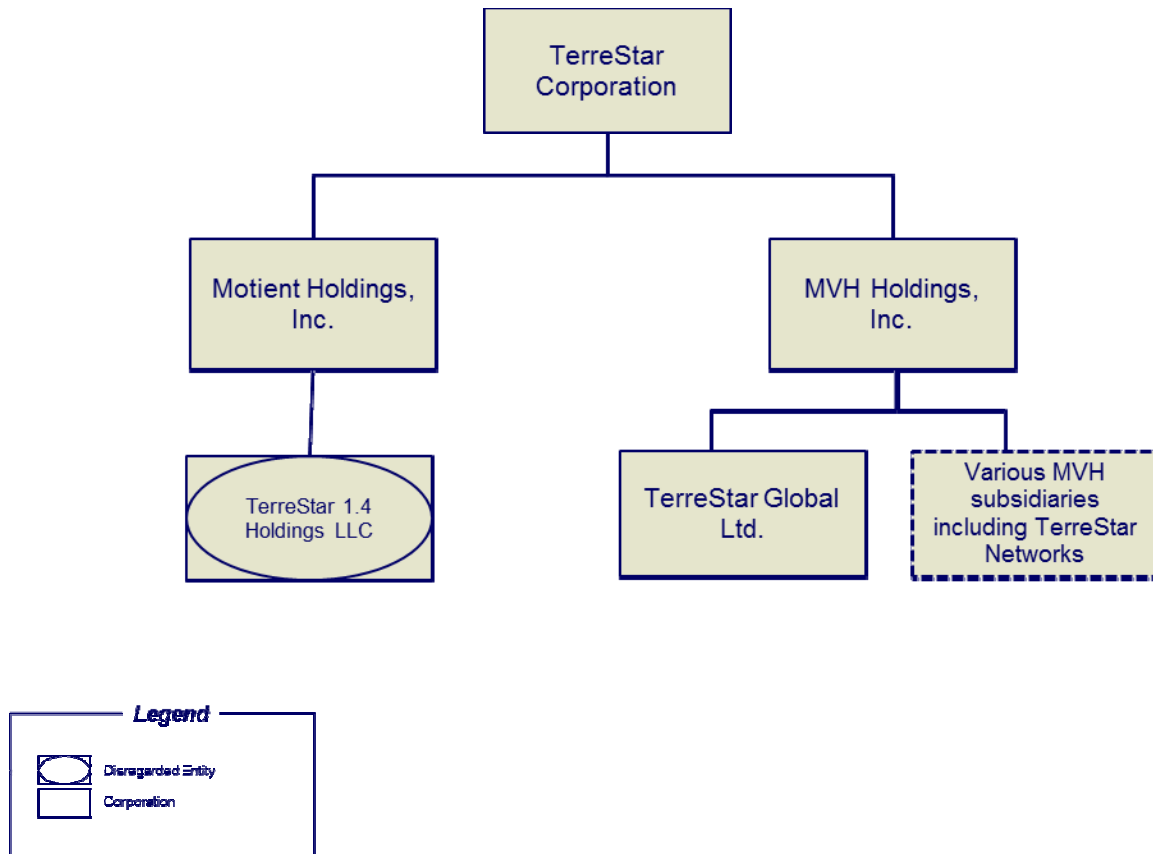 TerreStar
Corporation
Motient Holdings,
Inc.
MVH Holdings,
Inc.
TerreStar 1.4
Holdings LLC
TerreStar Global
Ltd.
Various MVH
subsidiaries
including TerreStar
Networks
Legend
Disregarded Entity
Corporation